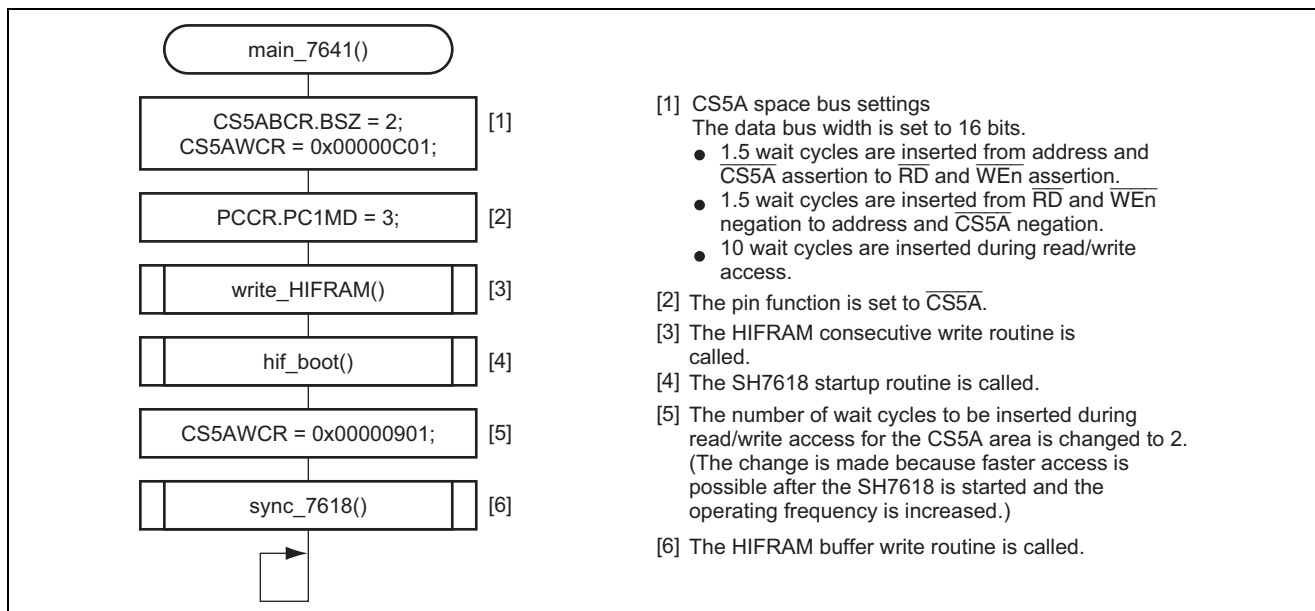 main_7641()
CS5ABCR.BSZ = 2;
CS5AWCR = 0x00000C01;
[1]
PCCR.PC1MD = 3;
[2]
write_HIFRAM()
[3]
hif_boot()
[4]
CS5AWCR = 0x00000901;
[5]
sync_7618()
[6]
[1] CS5A space bus settings
The data bus width is set to 16 bits.
● 1.5 wait cycles are inserted from address and
C̅S̅5̅A̅ assertion to R̅D̅ and W̅E̅n̅ assertion.
● 1.5 wait cycles are inserted from R̅D̅ and W̅E̅n̅
negation to address and C̅S̅5̅A̅ negation.
● 10 wait cycles are inserted during read/write
access.
[2] The pin function is set to C̅S̅5̅A̅.
[3] The HIFRAM consecutive write routine is
called.
[4] The SH7618 startup routine is called.
[5] The number of wait cycles to be inserted during
read/write access for the CS5A area is changed to 2.
(The change is made because faster access is
possible after the SH7618 is started and the
operating frequency is increased.)
[6] The HIFRAM buffer write routine is called.